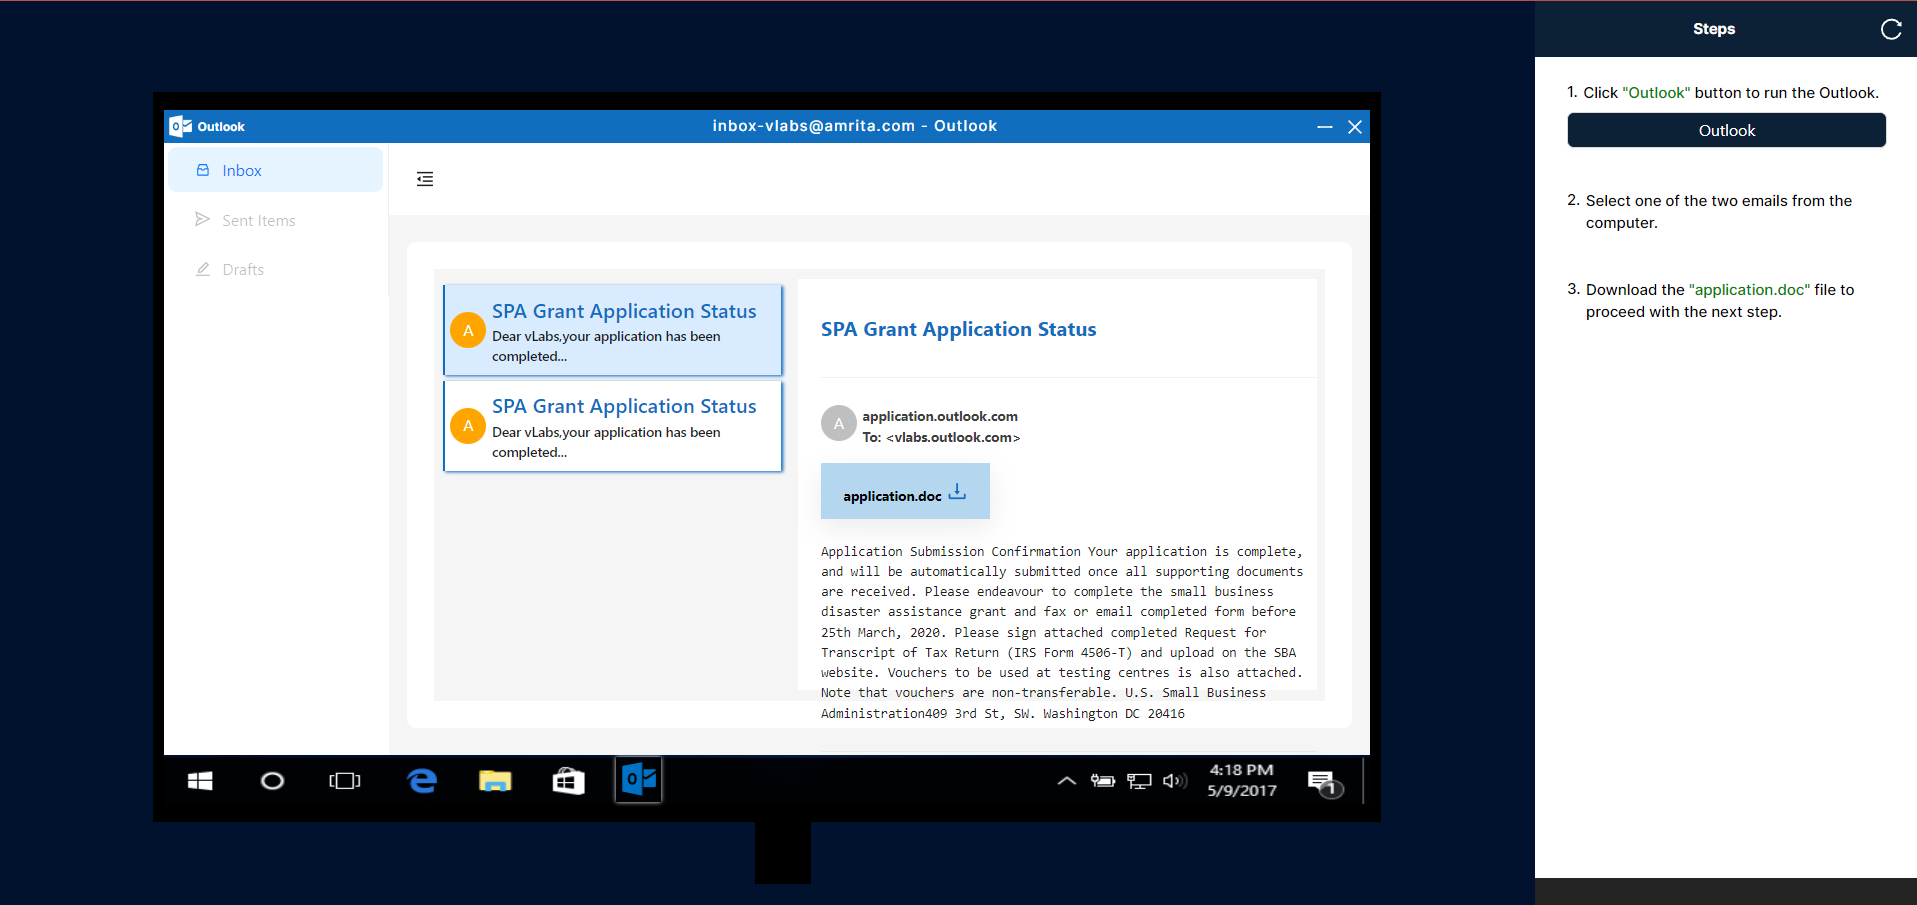 Outlook
inbox-vlabs@amrita.com - Outlook
Inbox
Sent Items
Drafts
SPA Grant Application Status
A
Dear vLabs,your application has been
completed...
SPA Grant Application Status
A
Dear vLabs,your application has been
completed...
SPA Grant Application Status
A
application.outlook.com
To: <vlabs.outlook.com>
application.doc
Application Submission Confirmation Your application is complete,
and will be automatically submitted once all supporting documents
are received. Please endeavour to complete the small business
disaster assistance grant and fax or email completed form before
25th March, 2020. Please sign attached completed Request for
Transcript of Tax Return (IRS Form 4506-T) and upload on the SBA
website. Vouchers to be used at testing centres is also attached.
Note that vouchers are non-transferable. U.S. Small Business
Administration409 3rd St, SW. Washington DC 20416
4:18 PM
5/9/2017
1
Steps
1. Click "Outlook" button to run the Outlook.
Outlook
2. Select one of the two emails from the
computer.
3. Download the "application.doc" file to
proceed with the next step.